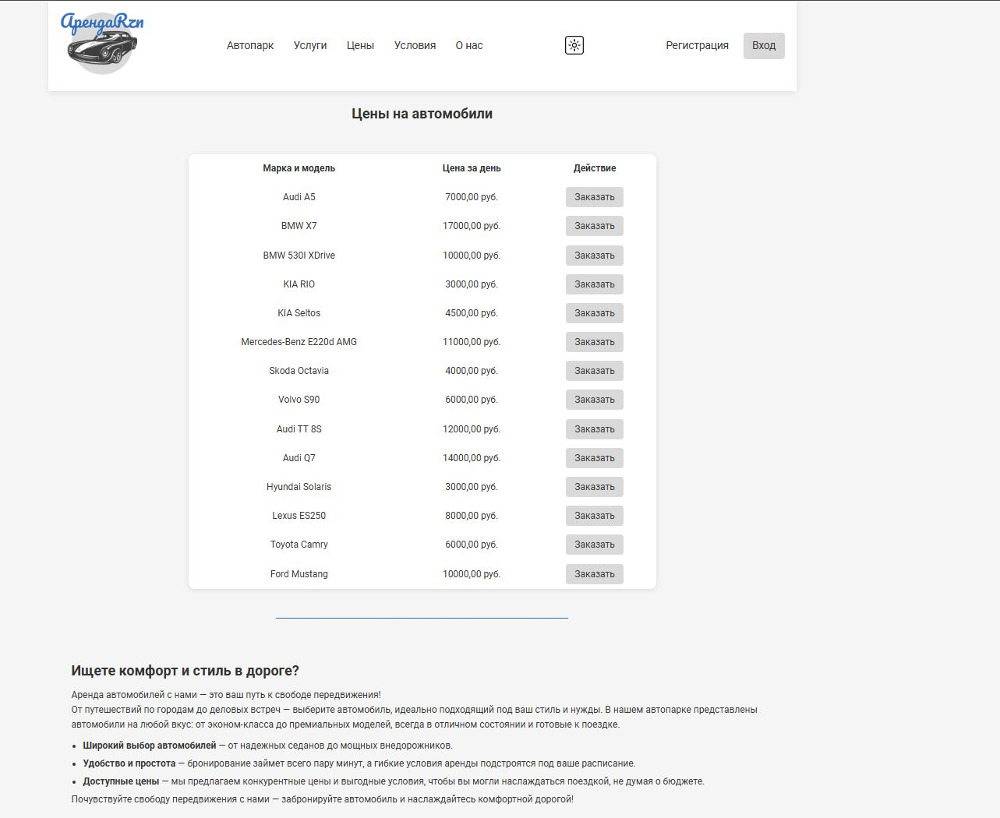 АрендаRzn
Автопарк Услуги Цены Условия О нас Регистрация Вход
Цены на автомобили
Марка и модель Цена за день Действие
Audi A5 7000,00 руб. Заказать
BMW X7 17000,00 руб. Заказать
BMW 530I XDrive 10000,00 руб. Заказать
KIA RIO 3000,00 руб. Заказать
KIA Seltos 4500,00 руб. Заказать
Mercedes-Benz E220d AMG 11000,00 руб. Заказать
Skoda Octavia 4000,00 руб. Заказать
Volvo S90 6000,00 руб. Заказать
Audi TT 8S 12000,00 руб. Заказать
Audi Q7 14000,00 руб. Заказать
Hyundai Solaris 3000,00 руб. Заказать
Lexus ES250 8000,00 руб. Заказать
Toyota Camry 6000,00 руб. Заказать
Ford Mustang 10000,00 руб. Заказать
Ищете комфорт и стиль в дороге?
Аренда автомобилей с нами — это ваш путь к свободе передвижения!
От путешествий по городам до деловых встреч — выберите автомобиль, идеально подходящий под ваш стиль и нужды. В нашем автопарке представлены
автомобили на любой вкус: от эконом-класса до премиальных моделей, всегда в отличном состоянии и готовые к поездке.
• Широкий выбор автомобилей — от надежных седанов до мощных внедорожников.
• Удобство и простота — бронирование займет всего пару минут, а гибкие условия аренды подстроятся под ваше расписание.
• Доступные цены — мы предлагаем конкурентные цены и выгодные условия, чтобы вы могли наслаждаться поездкой, не думая о бюджете.
Почувствуйте свободу передвижения с нами — забронируйте автомобиль и наслаждайтесь комфортной дорогой!